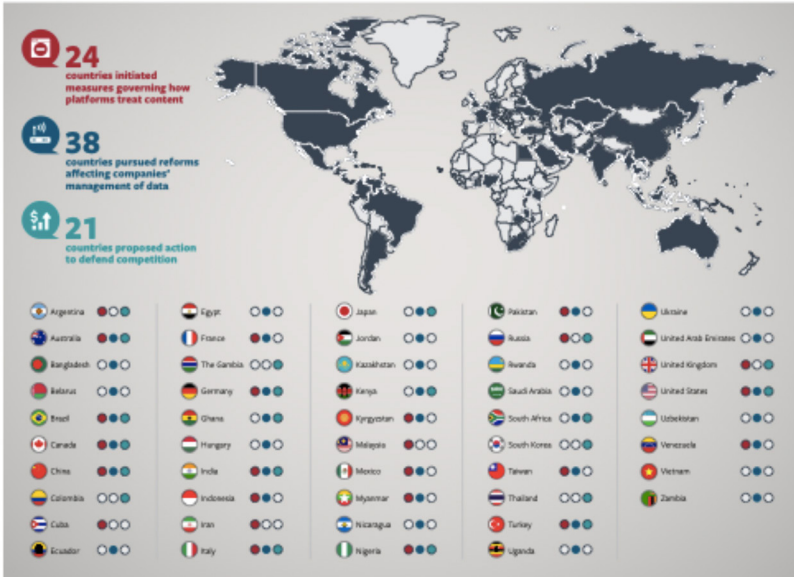 24
countries initiated
measures governing how
platforms treat content
38
countries pursued reforms
affecting companies'
management of data
21
countries proposed action
to defend competition
Argentina
Australia
Bangladesh
Belarus
Brazil
Canada
China
Colombia
Cuba
Ecuador
Egypt
France
The Gambia
Germany
Ghana
Hungary
India
Indonesia
Iran
Italy
Japan
Jordan
Kazakhstan
Kenya
Kyrgyzstan
Malaysia
Mexico
Myanmar
Nicaragua
Nigeria
Pakistan
Russia
Rwanda
Saudi Arabia
South Africa
South Korea
Taiwan
Thailand
Turkey
Uganda
Ukraine
United Arab Emirates
United Kingdom
United States
Uzbekistan
Venezuela
Vietnam
Zambia